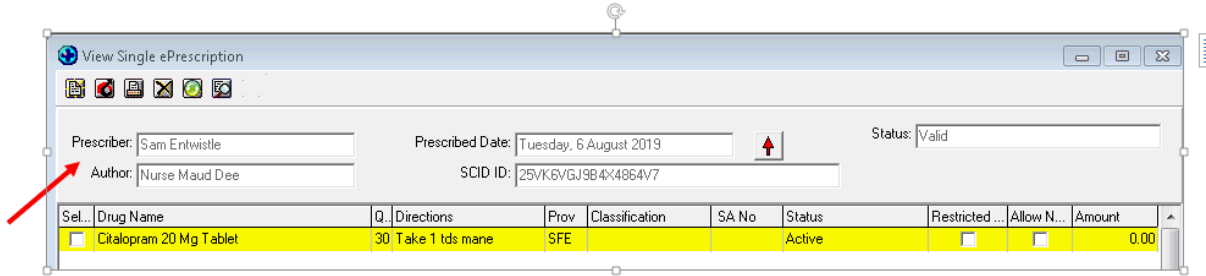 View Single ePrescription
Prescriber: Sam Entwistle Prescribed Date: Tuesday, 6 August 2019 Status: Valid
Author: Nurse Maud Dee SCID ID: 25VK6VGJ9B4X4864V7
Sel... Drug Name Q.. Directions Prov Classification SA No Status Restricted ... Allow N... Amount
Citalopram 20 Mg Tablet 30 Take 1 tds mane SFE Active 0.00